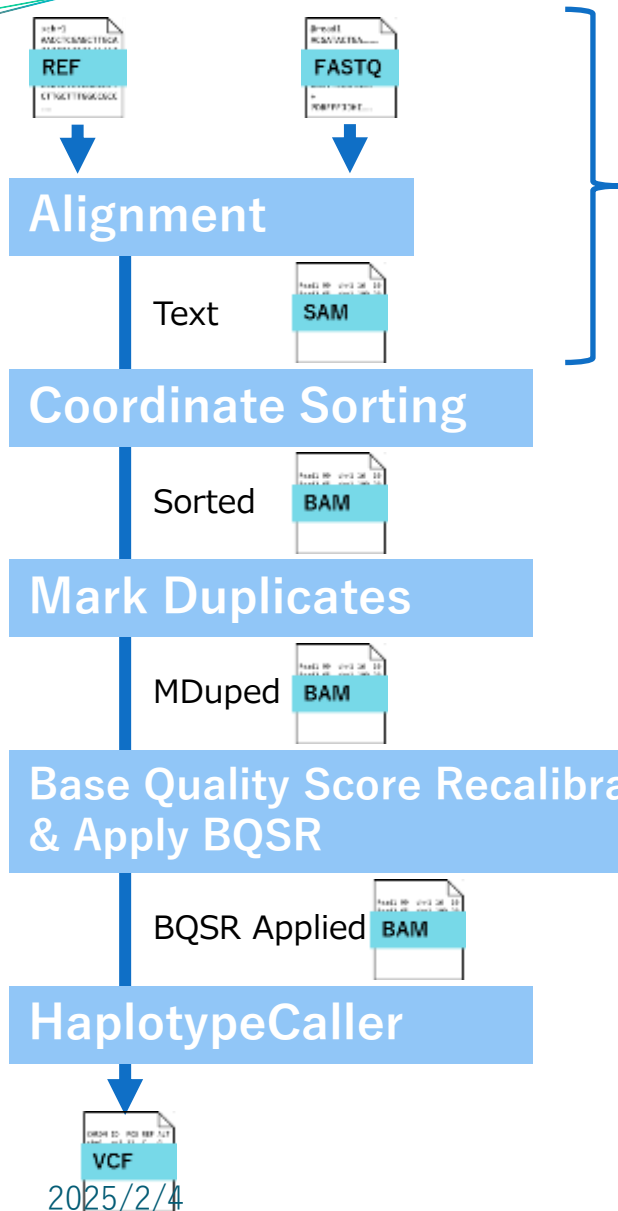 REF
CTTGCTTTGGCCGCC
FASTQ
Alignment
Text
SAM
Coordinate Sorting
Sorted
BAM
Mark Duplicates
MDuped
BAM
Base Quality Score Recalibra
& Apply BQSR
BQSR Applied
BAM
HaplotypeCaller
VCF
2025/2/4